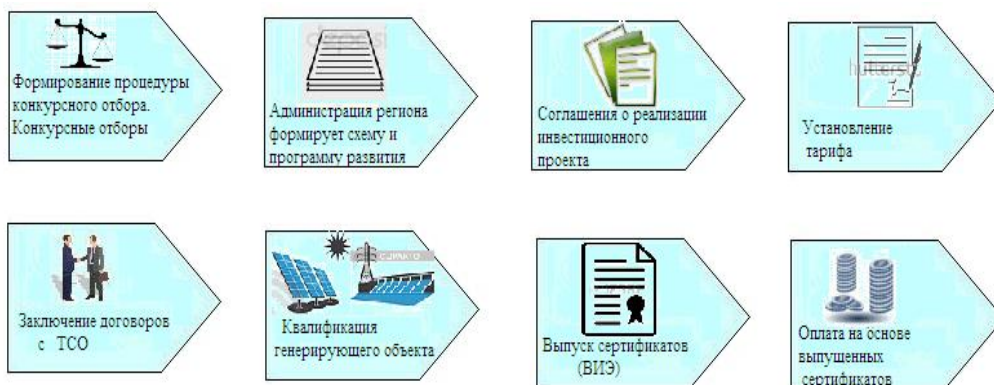 Формирование процедуры
конкурсного отбора.
Конкурсные отборы
Администрация региона
формирует схему и
программу развития
Соглашения о реализации
инвестиционного
проекта
Установление
тарифа
Заключение договоров
с ТСО
Квалификация
генерирующего объекта
Выпуск сертификатов
(ВИЭ)
Оплата на основе
выпущенных
сертификатов